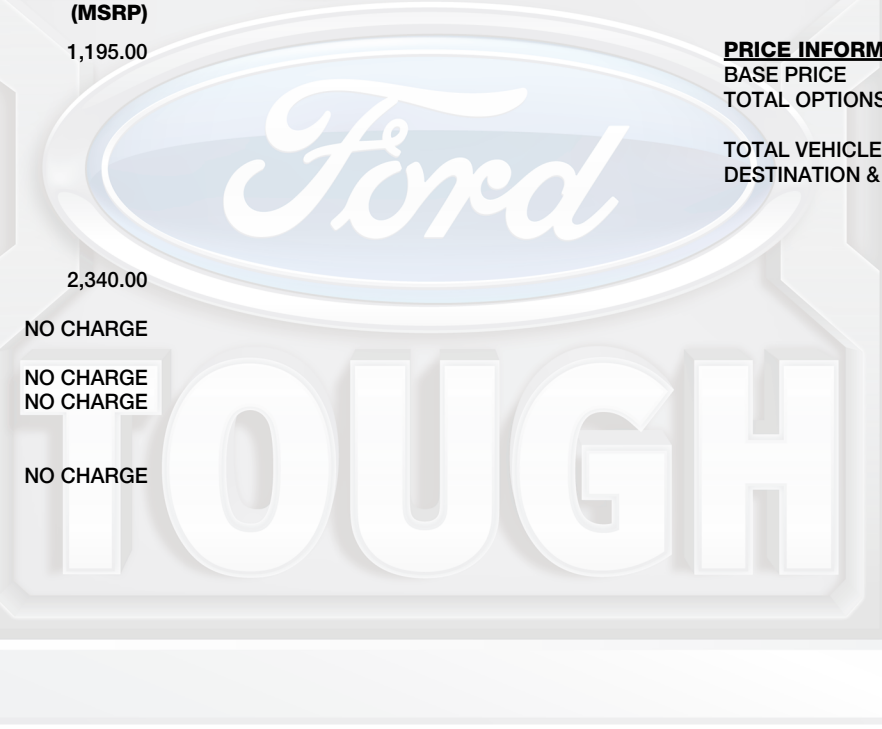 (MSRP)
1,195.00
2,340.00
NO CHARGE
NO CHARGE
NO CHARGE
NO CHARGE
PRICE INFORM
BASE PRICE
TOTAL OPTIONS
TOTAL VEHICLE
DESTINATION &
Ford
TOUGH